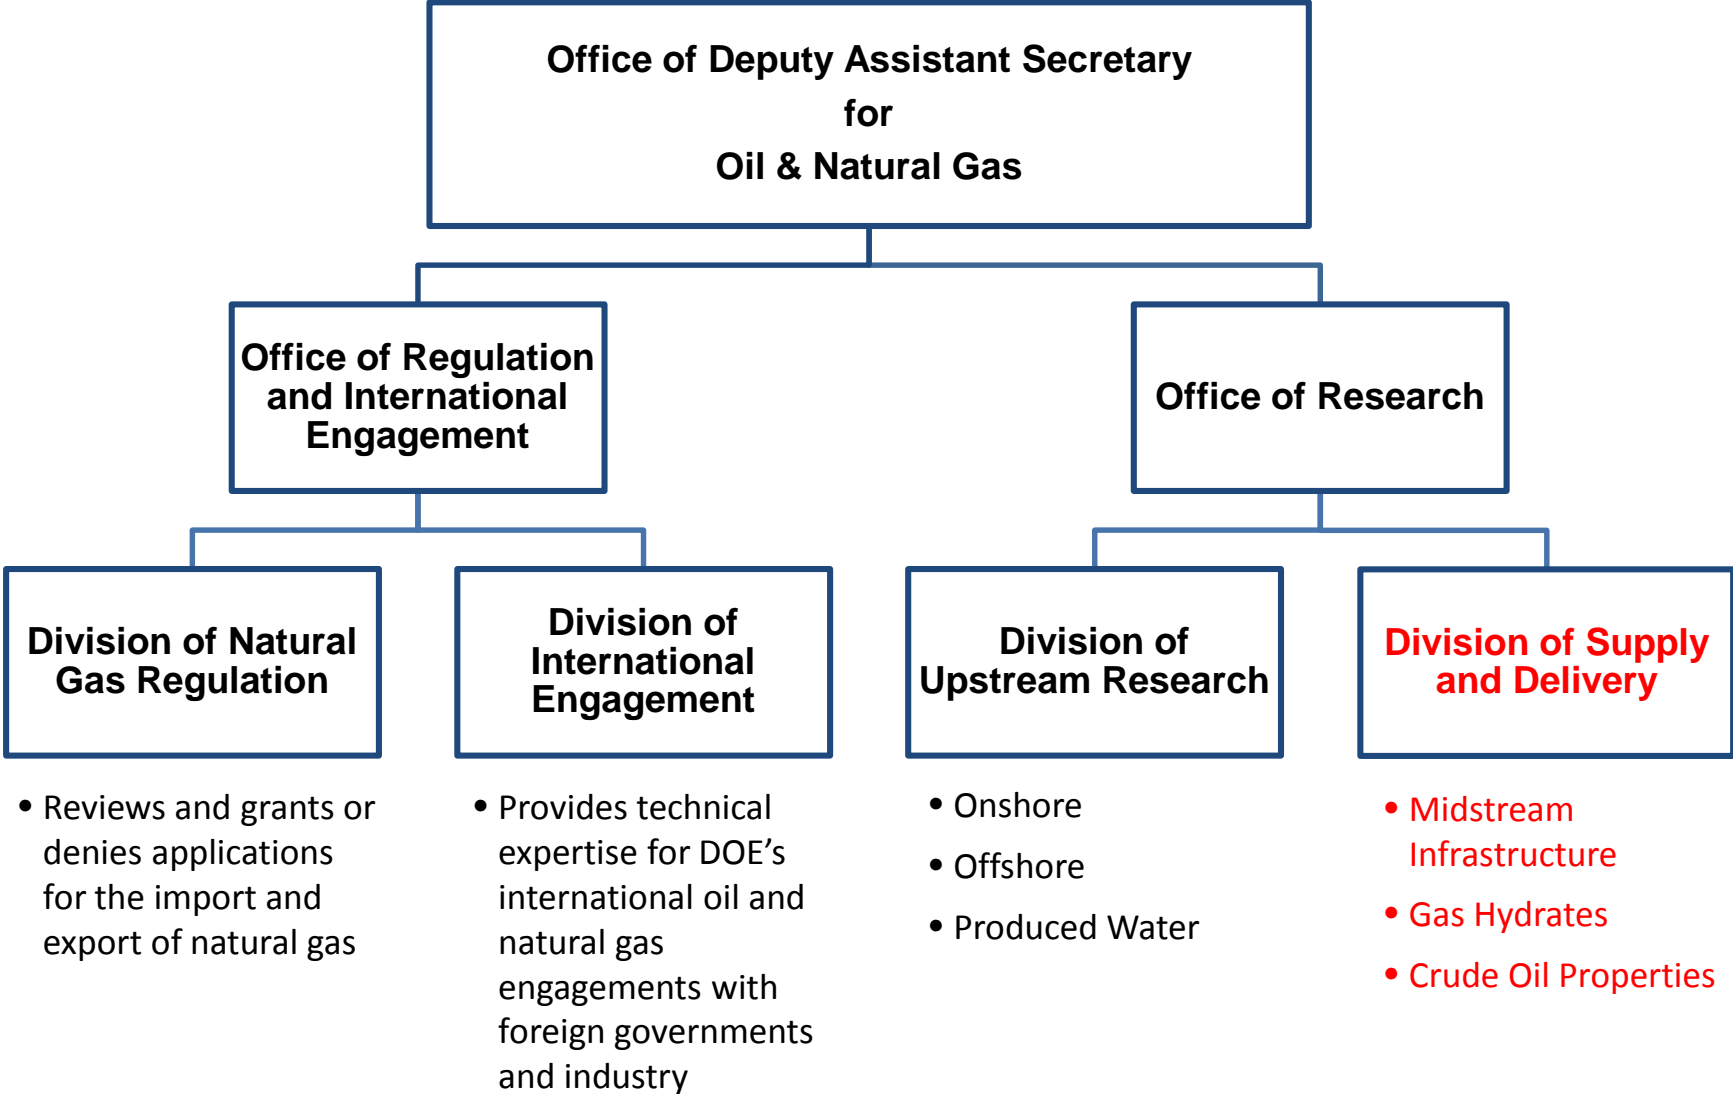 Office of Deputy Assistant Secretary
for
Oil & Natural Gas
Office of Regulation
and International
Engagement
Office of Research
Division of Natural
Gas Regulation
Division of
International
Engagement
Division of
Upstream Research
Division of Supply
and Delivery
• Reviews and grants or
denies applications
for the import and
export of natural gas
• Provides technical
expertise for DOE’s
international oil and
natural gas
engagements with
foreign governments
and industry
• Onshore
• Offshore
• Produced Water
• Midstream
Infrastructure
• Gas Hydrates
• Crude Oil Properties